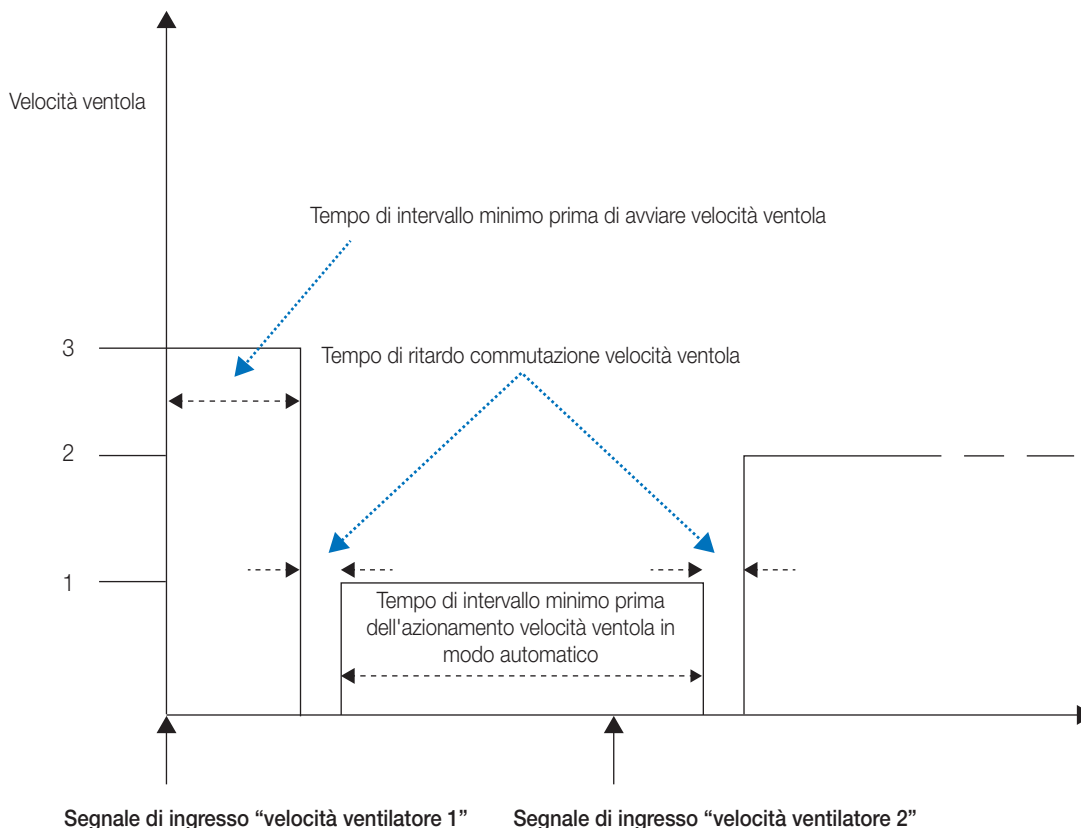 Velocità ventola
Tempo di intervallo minimo prima di avviare velocità ventola
3
Tempo di ritardo commutazione velocità ventola
2
1
Tempo di intervallo minimo prima
dell'azionamento velocità ventola in
modo automatico
Segnale di ingresso “velocità ventilatore 1”
Segnale di ingresso “velocità ventilatore 2”